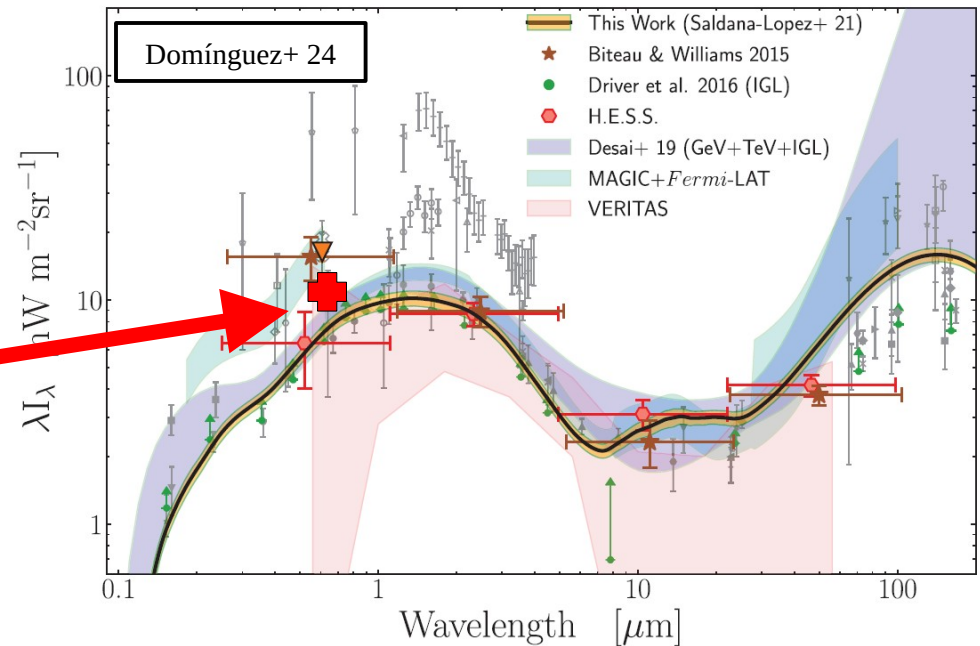 Domínguez+ 24
This Work (Saldana-Lopez+ 21)
Biteau & Williams 2015
Driver et al. 2016 (IGL)
H.E.S.S.
Desai+ 19 (GeV+TeV+IGL)
MAGIC+Fermi-LAT
VERITAS
100
10
1
λI_λ nW m⁻²sr⁻¹]
0.1 1 10 100
Wavelength [μm]